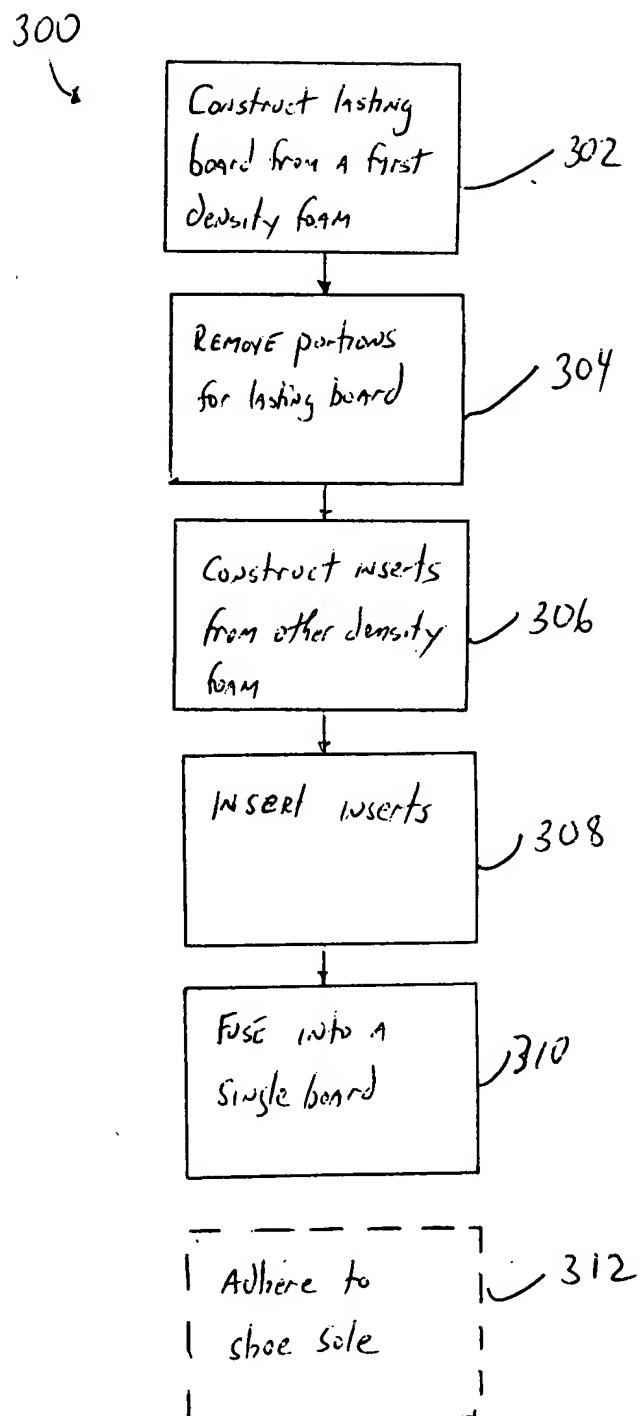 300
Construct lasting
board from a first
density foam
302
REMOVE portions
for lasting board
304
Construct inserts
from other density
foam
306
INSERT inserts
308
FUSE into a
single board
310
Adhere to
shoe sole
312